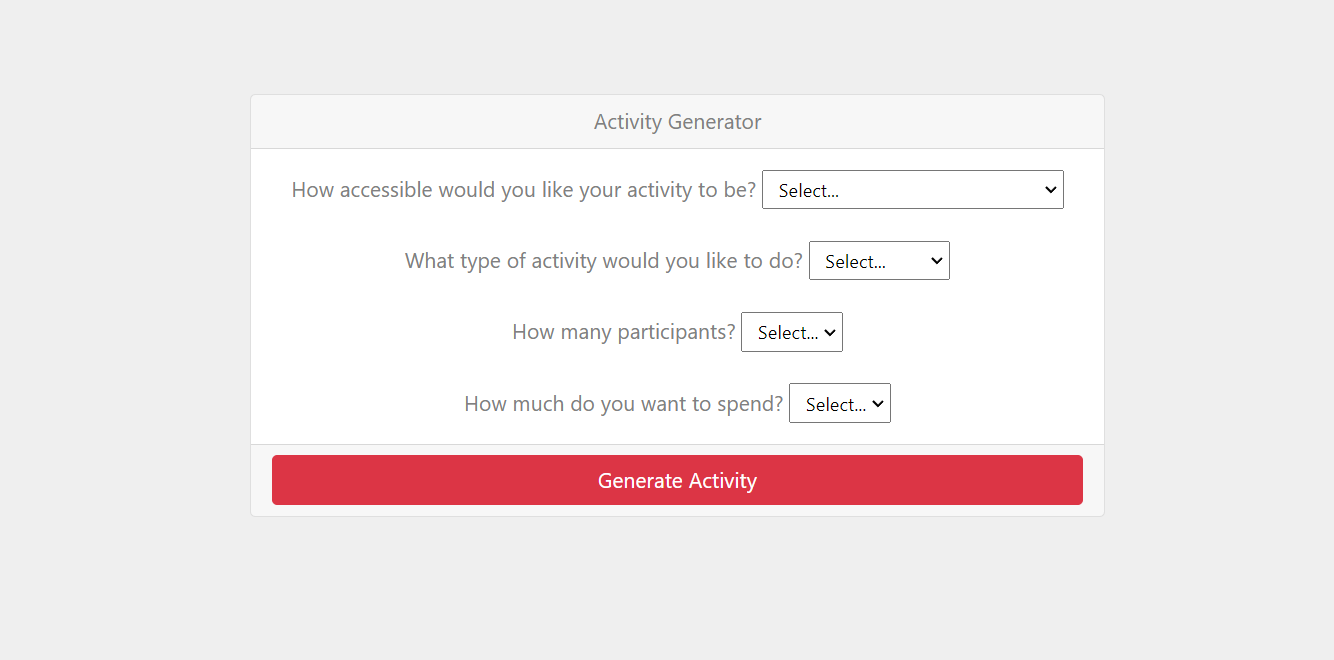 Activity Generator
How accessible would you like your activity to be? Select...
What type of activity would you like to do? Select...
How many participants? Select...
How much do you want to spend? Select...
Generate Activity